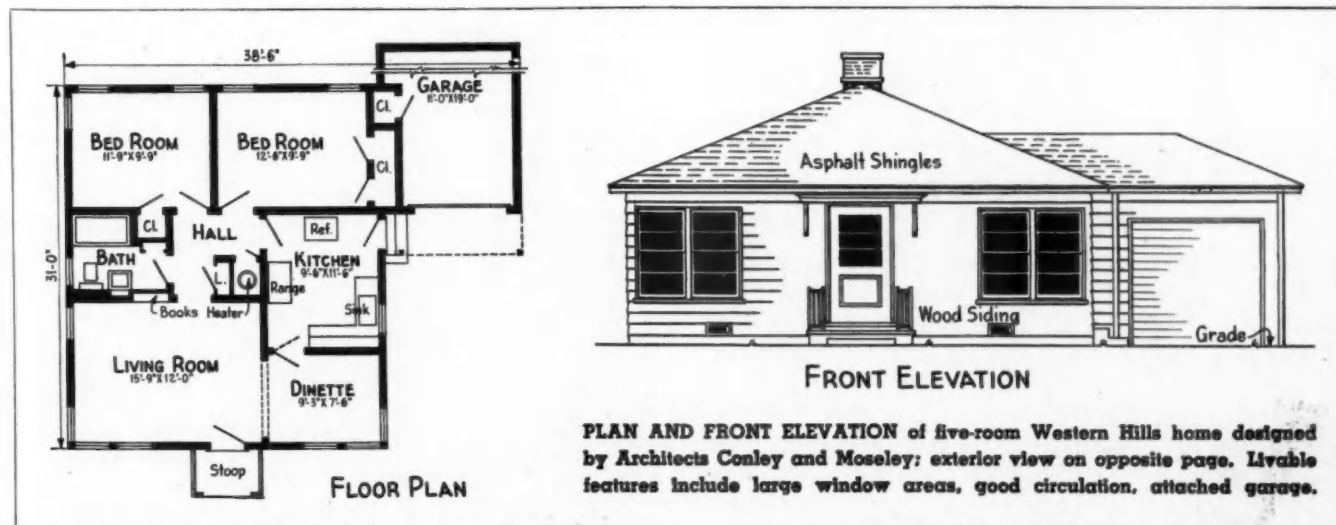 38'-6"
GARAGE
11'-0"X19'-0"
Cl.
BED ROOM
11'-9"X9'-9"
BED ROOM
12'-8"X9'-9"
Cl.
31'-0"
Cl.
HALL
Ref.
BATH
KITCHEN
9'-6"X11'-6"
L.
Range
Books Heater
Sink
LIVING ROOM
15'-9"X12'-0"
DINETTE
9'-3"X7'-6"
Stoop
FLOOR PLAN
Asphalt Shingles
Wood Siding
Grade
FRONT ELEVATION
PLAN AND FRONT ELEVATION of five-room Western Hills home designed
by Architects Conley and Moseley; exterior view on opposite page. Livable
features include large window areas, good circulation, attached garage.